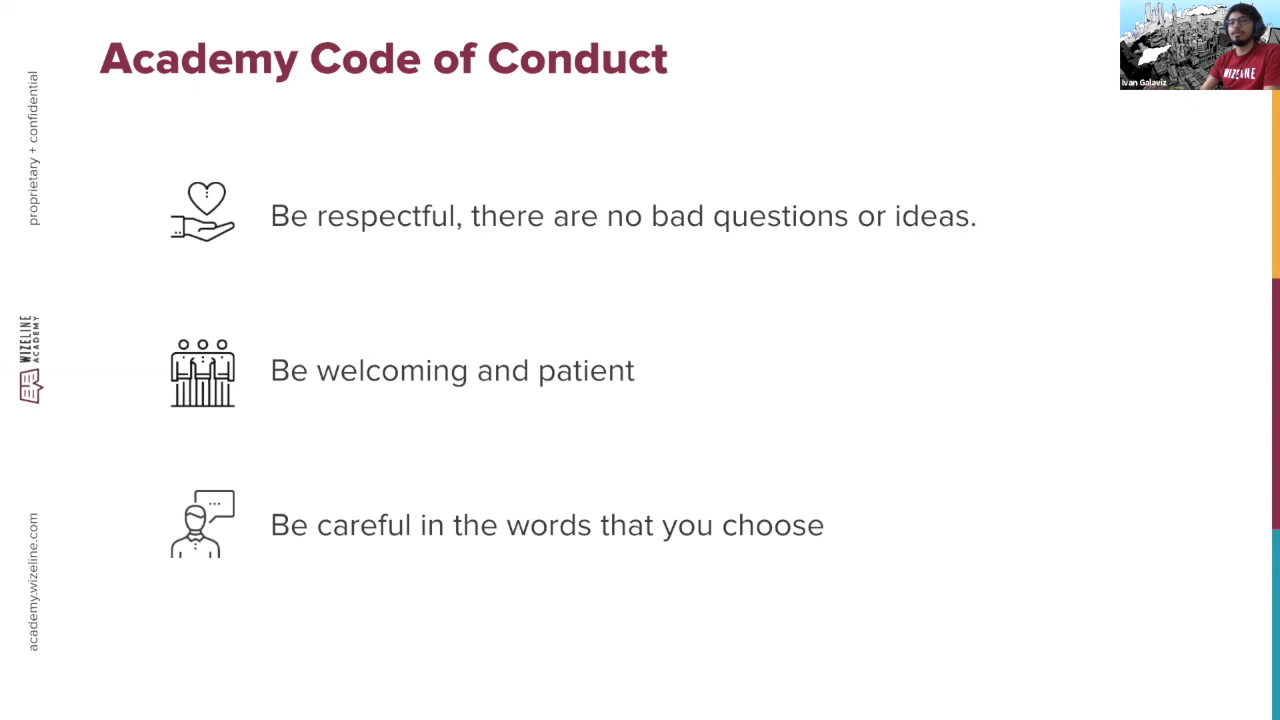 Academy Code of Conduct
Ivan Galaviz
WIZELINE
proprietary + confidential
Be respectful, there are no bad questions or ideas.
WIZELINE
ACADEMY
Be welcoming and patient
Be careful in the words that you choose
academy.wizeline.com